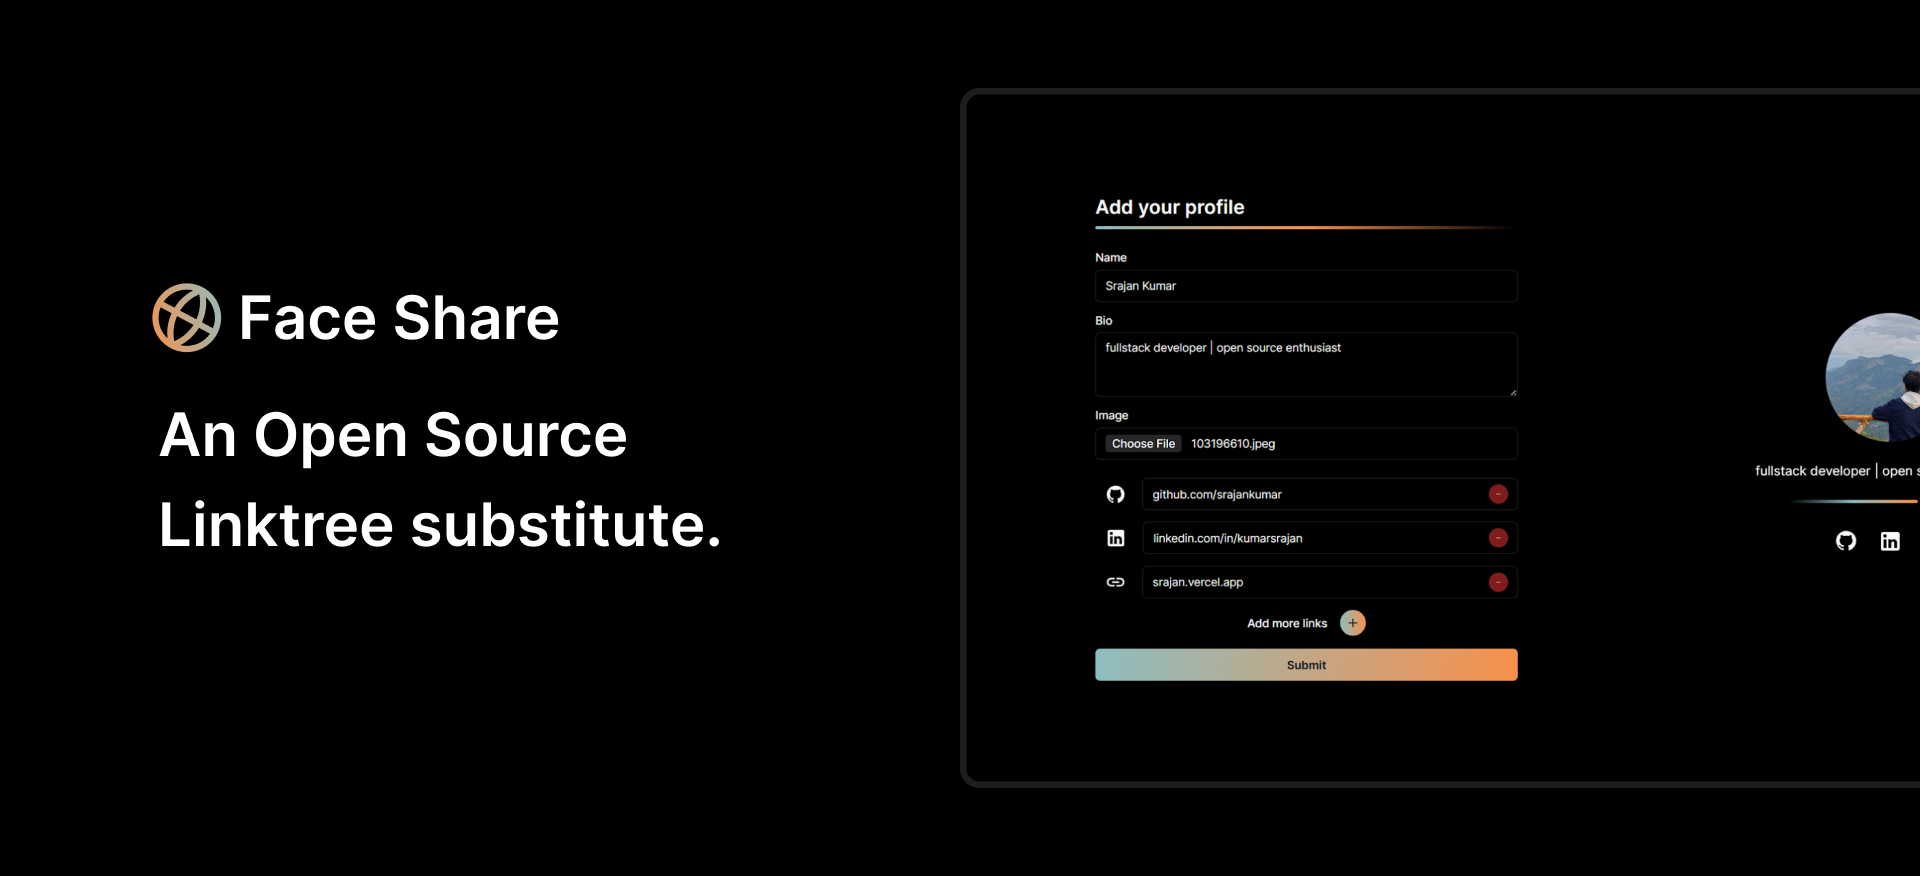 Face Share
An Open Source
Linktree substitute.
Add your profile
Name
Srajan Kumar
Bio
fullstack developer | open source enthusiast
Image
Choose File 103196610.jpeg
github.com/srajankumar
linkedin.com/in/kumarsrajan
srajan.vercel.app
Add more links +
Submit
fullstack developer | open s